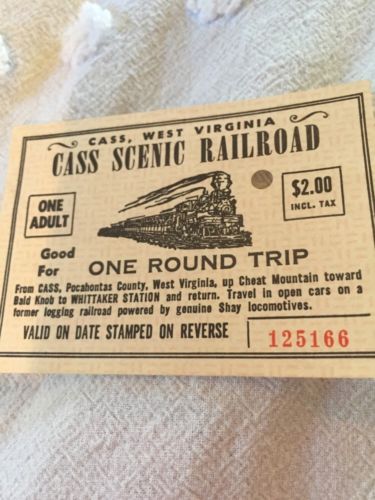 CASS, WEST VIRGINIA
CASS SCENIC RAILROAD
ONE
ADULT
$2.00
INCL. TAX
Good
For
ONE ROUND TRIP
From CASS, Pocahontas County, West Virginia, up Cheat Mountain toward
Bald Knob to WHITTAKER STATION and return. Travel in open cars on a
former logging railroad powered by genuine Shay locomotives.
VALID ON DATE STAMPED ON REVERSE
125166